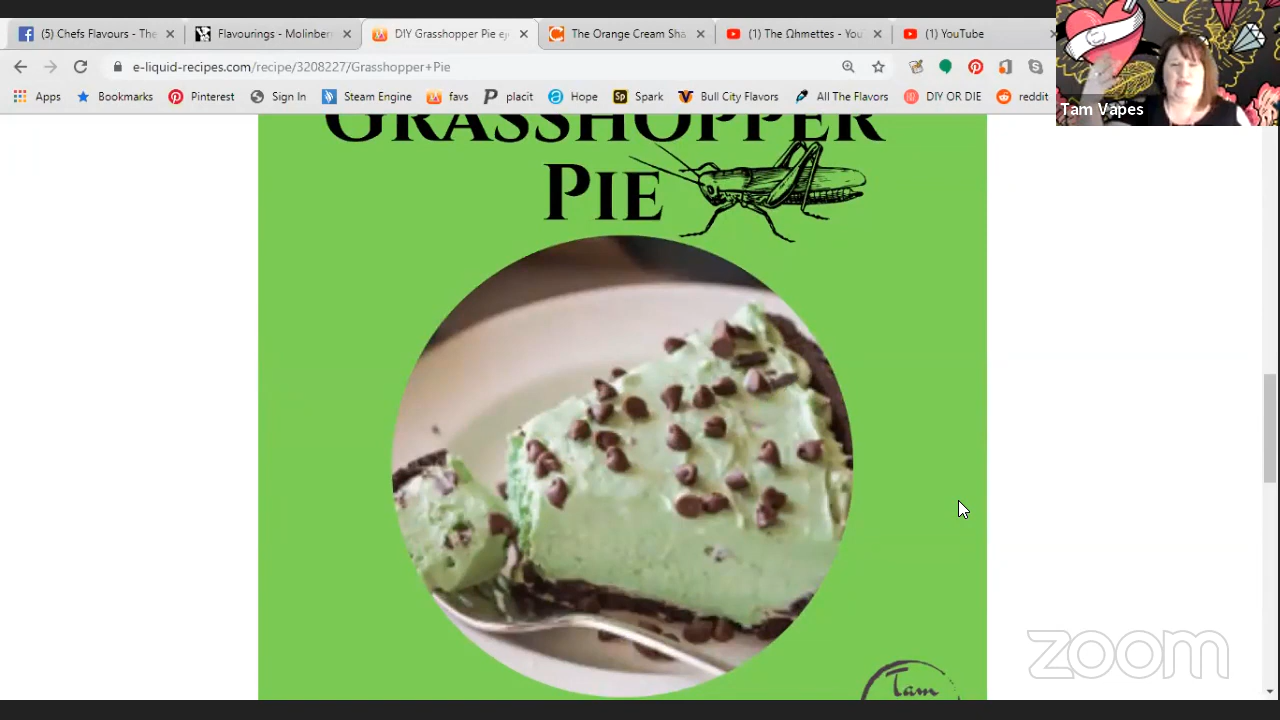 (5) Chefs Flavours - The
Flavourings - Molinber
DIY Grasshopper Pie ej
The Orange Cream Sha
(1) The Ωhmettes - You
(1) YouTube
e-liquid-recipes.com/recipe/3208227/Grasshopper+Pie
Apps
Bookmarks
Pinterest
Sign In
Steam Engine
favs
placit
Hope
Spark
Bull City Flavors
All The Flavors
DIY OR DIE
reddit
Tam Vapes
GRASSHOPPER
PIE
Tam
zoom